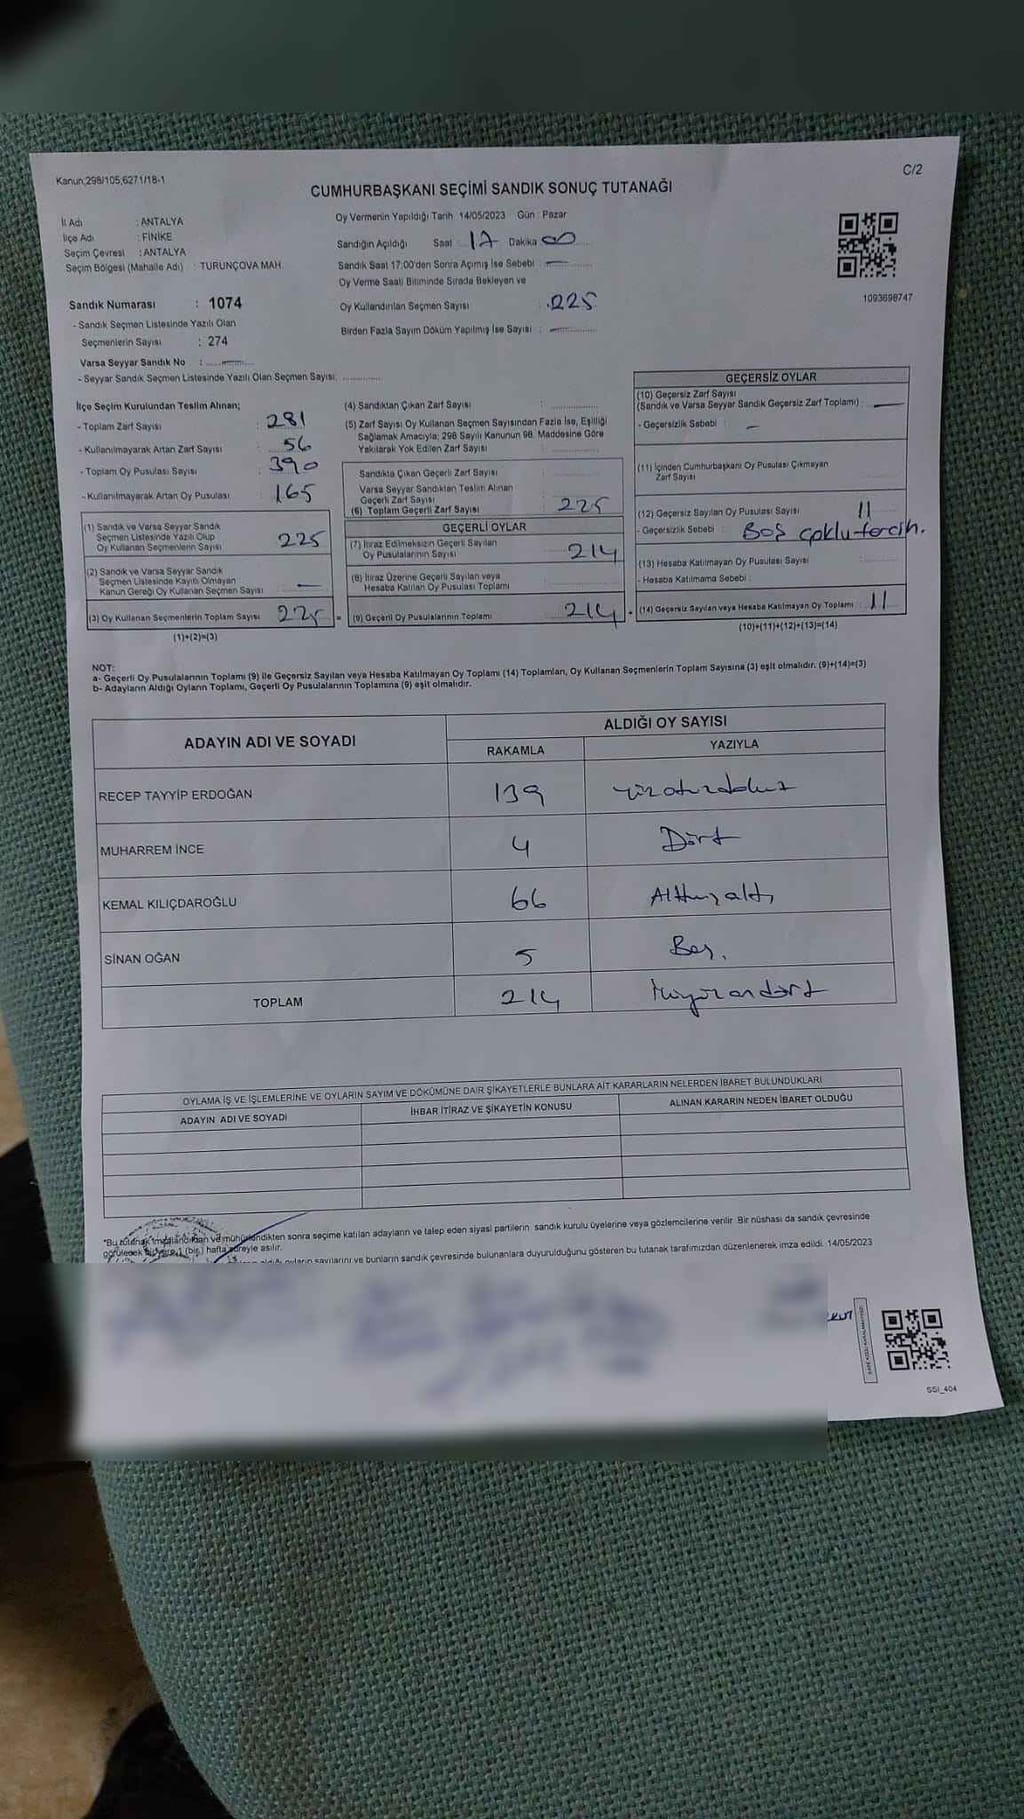 Kanun;298/105,6271/18-1
C/2
CUMHURBAŞKANI SEÇİMİ SANDIK SONUÇ TUTANAĞI
İl Adı : ANTALYA
İlçe Adı : FİNİKE
Seçim Çevresi : ANTALYA
Seçim Bölgesi (Mahalle Adı) : TURUNÇOVA MAH.
Sandık Numarası : 1074
- Sandık Seçmen Listesinde Yazılı Olan
Seçmenlerin Sayısı : 274
Varsa Seyyar Sandık No : —
- Seyyar Sandık Seçmen Listesinde Yazılı Olan Seçmen Sayısı: ............
Oy Vermenin Yapıldığı Tarih 14/05/2023 Gün : Pazar
Sandığın Açıldığı Saat 17 Dakika 00
Sandık Saat 17:00'den Sonra Açımış İse Sebebi : —
Oy Verme Saati Bitiminde Sırada Bekleyen ve
Oy Kullandırılan Seçmen Sayısı : 225
Birden Fazla Sayım Döküm Yapılmış İse Sayısı : —
1093698747
İlçe Seçim Kurulundan Teslim Alınan;
- Toplam Zarf Sayısı : 281
- Kullanılmayarak Artan Zarf Sayısı : 56
- Toplam Oy Pusulası Sayısı : 390
- Kullanılmayarak Artan Oy Pusulası : 165
(1) Sandık ve Varsa Seyyar Sandık
Seçmen Listesinde Yazılı Olup
Oy Kullanan Seçmenlerin Sayısı 225
(2) Sandık ve Varsa Seyyar Sandık
Seçmen Listesinde Kayıtlı Olmayan
Kanun Gereği Oy Kullanan Seçmen Sayısı —
(3) Oy Kullanan Seçmenlerin Toplam Sayısı 225 =
(1)+(2)=(3)
(4) Sandıktan Çıkan Zarf Sayısı : ............
(5) Zarf Sayısı Oy Kullanan Seçmen Sayısından Fazla İse, Eşitliği
Sağlamak Amacıyla; 298 Sayılı Kanunun 98. Maddesine Göre
Yakılarak Yok Edilen Zarf Sayısı
Sandıkta Çıkan Geçerli Zarf Sayısı
Varsa Seyyar Sandıktan Teslim Alınan
Geçerli Zarf Sayısı
(6) Toplam Geçerli Zarf Sayısı 225
GEÇERLİ OYLAR
(7) İtiraz Edilmeksizin Geçerli Sayılan
Oy Pusulalarının Sayısı 214
(8) İtiraz Üzerine Geçerli Sayılan veya
Hesaba Katılan Oy Pusulası Toplamı
(9) Geçerli Oy Pusulalarının Toplamı 214 +
GEÇERSİZ OYLAR
(10) Geçersiz Zarf Sayısı
(Sandık ve Varsa Seyyar Sandık Geçersiz Zarf Toplamı) : —
- Geçersizlik Sebebi : —
(11) İçinden Cumhurbaşkanı Oy Pusulası Çıkmayan
Zarf Sayısı
(12) Geçersiz Sayılan Oy Pusulası Sayısı : 11
- Geçersizlik Sebebi : Boş çoklu tercih.
(13) Hesaba Katılmayan Oy Pusulası Sayısı
- Hesaba Katılmama Sebebi :
(14) Geçersiz Sayılan veya Hesaba Katılmayan Oy Toplamı : 11
(10)+(11)+(12)+(13)=(14)
NOT:
a- Geçerli Oy Pusulalarının Toplamı (9) ile Geçersiz Sayılan veya Hesaba Katılmayan Oy Toplamı (14) Toplamları, Oy Kullanan Seçmenlerin Toplam Sayısına (3) eşit olmalıdır. (9)+(14)=(3)
b- Adayların Aldığı Oyların Toplamı, Geçerli Oy Pusulalarının Toplamına (9) eşit olmalıdır.
ADAYIN ADI VE SOYADI
ALDIĞI OY SAYISI
RAKAMLA YAZIYLA
RECEP TAYYİP ERDOĞAN 139 Yüzotuzdokuz
MUHARREM İNCE 4 Dört
KEMAL KILIÇDAROĞLU 66 Altmışaltı
SİNAN OĞAN 5 Beş.
TOPLAM 214 İkiyüzondört
OYLAMA İŞ VE İŞLEMLERİNE VE OYLARIN SAYIM VE DÖKÜMÜNE DAİR ŞİKAYETLERLE BUNLARA AİT KARARLARIN NELERDEN İBARET BULUNDUKLARI
ADAYIN ADI VE SOYADI İHBAR İTİRAZ VE ŞİKAYETİN KONUSU ALINAN KARARIN NEDEN İBARET OLDUĞU
"Bu tutanak imzalandıktan ve mühürlendikten sonra seçime katılan adayların ve talep eden siyasi partilerin sandık kurulu üyelerine veya gözlemcilerine verilir. Bir nüshası da sandık çevresinde
görülecek bir yere 1 (bir) hafta süreyle asılır.
aldığı oyların sayılarını ve bunların sandık çevresinde bulunanlara duyurulduğunu gösteren bu tutanak tarafımızdan düzenlenerek imza edildi. 14/05/2023
SSI_404